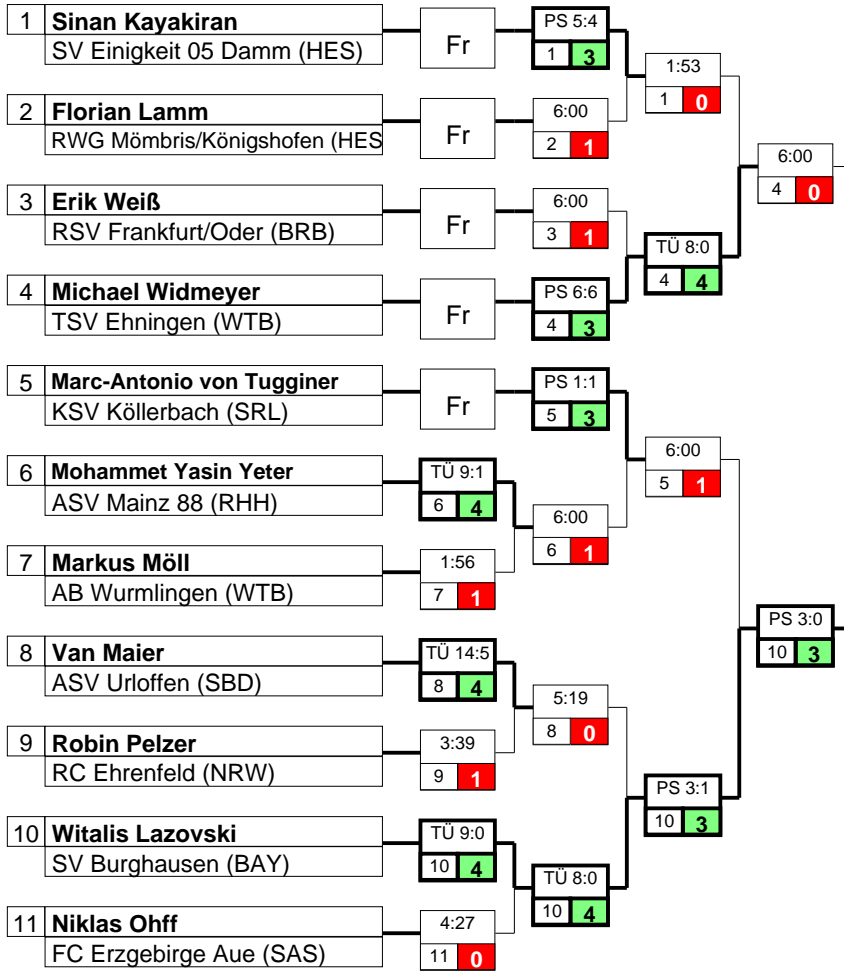 1 Sinan Kayakiran
SV Einigkeit 05 Damm (HES)
Fr
PS 5:4
1 3
1:53
1 0
2 Florian Lamm
RWG Mömbris/Königshofen (HES
Fr
6:00
2 1
6:00
4 0
3 Erik Weiß
RSV Frankfurt/Oder (BRB)
Fr
6:00
3 1
TÜ 8:0
4 4
4 Michael Widmeyer
TSV Ehningen (WTB)
Fr
PS 6:6
4 3
5 Marc-Antonio von Tugginer
KSV Köllerbach (SRL)
Fr
PS 1:1
5 3
6:00
5 1
6 Mohammet Yasin Yeter
ASV Mainz 88 (RHH)
TÜ 9:1
6 4
6:00
6 1
7 Markus Möll
AB Wurmlingen (WTB)
1:56
7 1
PS 3:0
10 3
8 Van Maier
ASV Urloffen (SBD)
TÜ 14:5
8 4
5:19
8 0
9 Robin Pelzer
RC Ehrenfeld (NRW)
3:39
9 1
PS 3:1
10 3
10 Witalis Lazovski
SV Burghausen (BAY)
TÜ 9:0
10 4
TÜ 8:0
10 4
11 Niklas Ohff
FC Erzgebirge Aue (SAS)
4:27
11 0